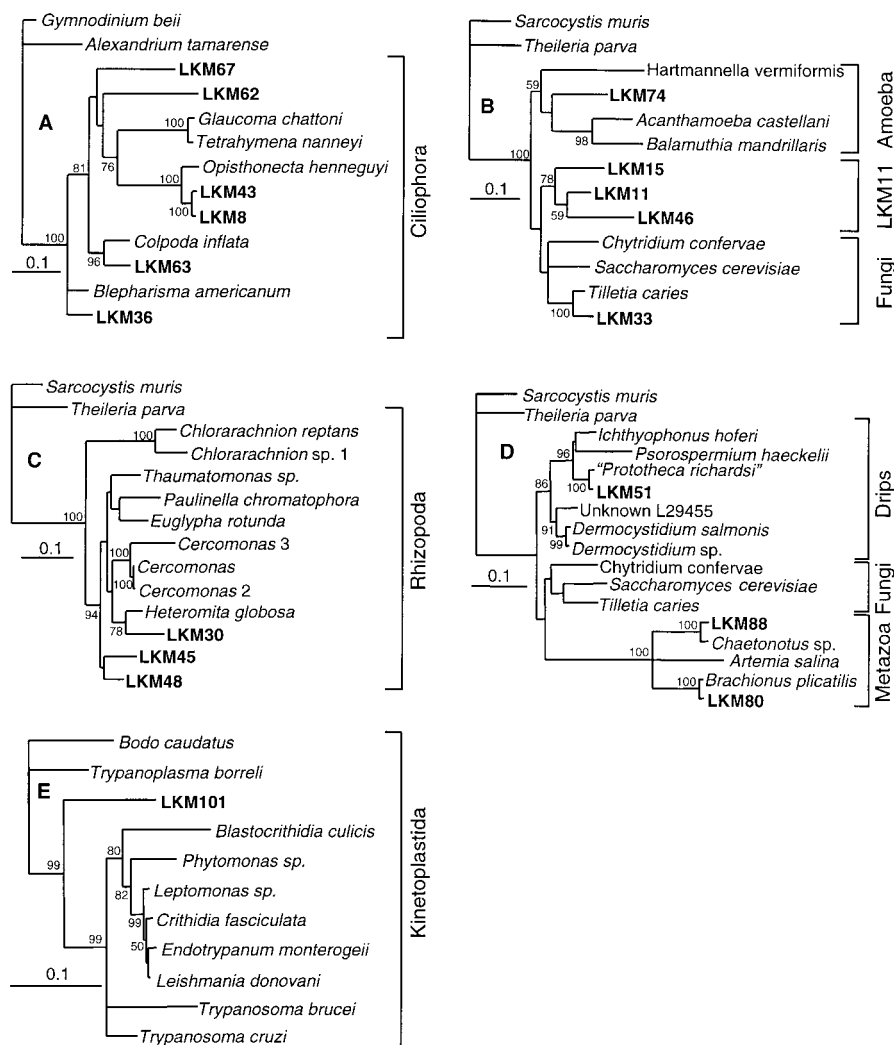 Gymnodinium beii
Alexandrium tamarense
LKM67
LKM62
A
Glaucoma chattoni
100
Tetrahymena nanneyi
76
Opisthonecta henneguyi
81
100
LKM43
100
LKM8
Colpoda inflata
100
96
LKM63
0.1
Blepharisma americanum
LKM36
Ciliophora
Sarcocystis muris
Theileria parva
Hartmannella vermiformis
59
LKM74
B
Acanthamoeba castellani
98
Balamuthia mandrillaris
100
LKM15
78
LKM11
0.1
59
LKM46
Chytridium confervae
Saccharomyces cerevisiae
Tilletia caries
100
LKM33
Amoeba
LKM11
Fungi
Sarcocystis muris
Theileria parva
Chlorarachnion reptans
100
C
Chlorarachnion sp. 1
Thaumatomonas sp.
Paulinella chromatophora
100
Euglypha rotunda
0.1
Cercomonas 3
100
Cercomonas
100
Cercomonas 2
94
Heteromita globosa
78
LKM30
LKM45
LKM48
Rhizopoda
Sarcocystis muris
Theileria parva
Ichthyophonus hoferi
96
D
Psorospermium haeckelii
"Prototheca richardsi"
86
100
LKM51
Unknown L29455
91
Dermocystidium salmonis
99
Dermocystidium sp.
Chytridium confervae
0.1
Saccharomyces cerevisiae
Tilletia caries
LKM88
100
Chaetonotus sp.
100
Artemia salina
Brachionus plicatilis
100
LKM80
Drips
Fungi
Metazoa
Bodo caudatus
Trypanoplasma borreli
E
LKM101
Blastocrithidia culicis
80
99
Phytomonas sp.
82
Leptomonas sp.
99
Crithidia fasciculata
99
50
Endotrypanum monterogeii
0.1
Leishmania donovani
Trypanosoma brucei
Trypanosoma cruzi
Kinetoplastida